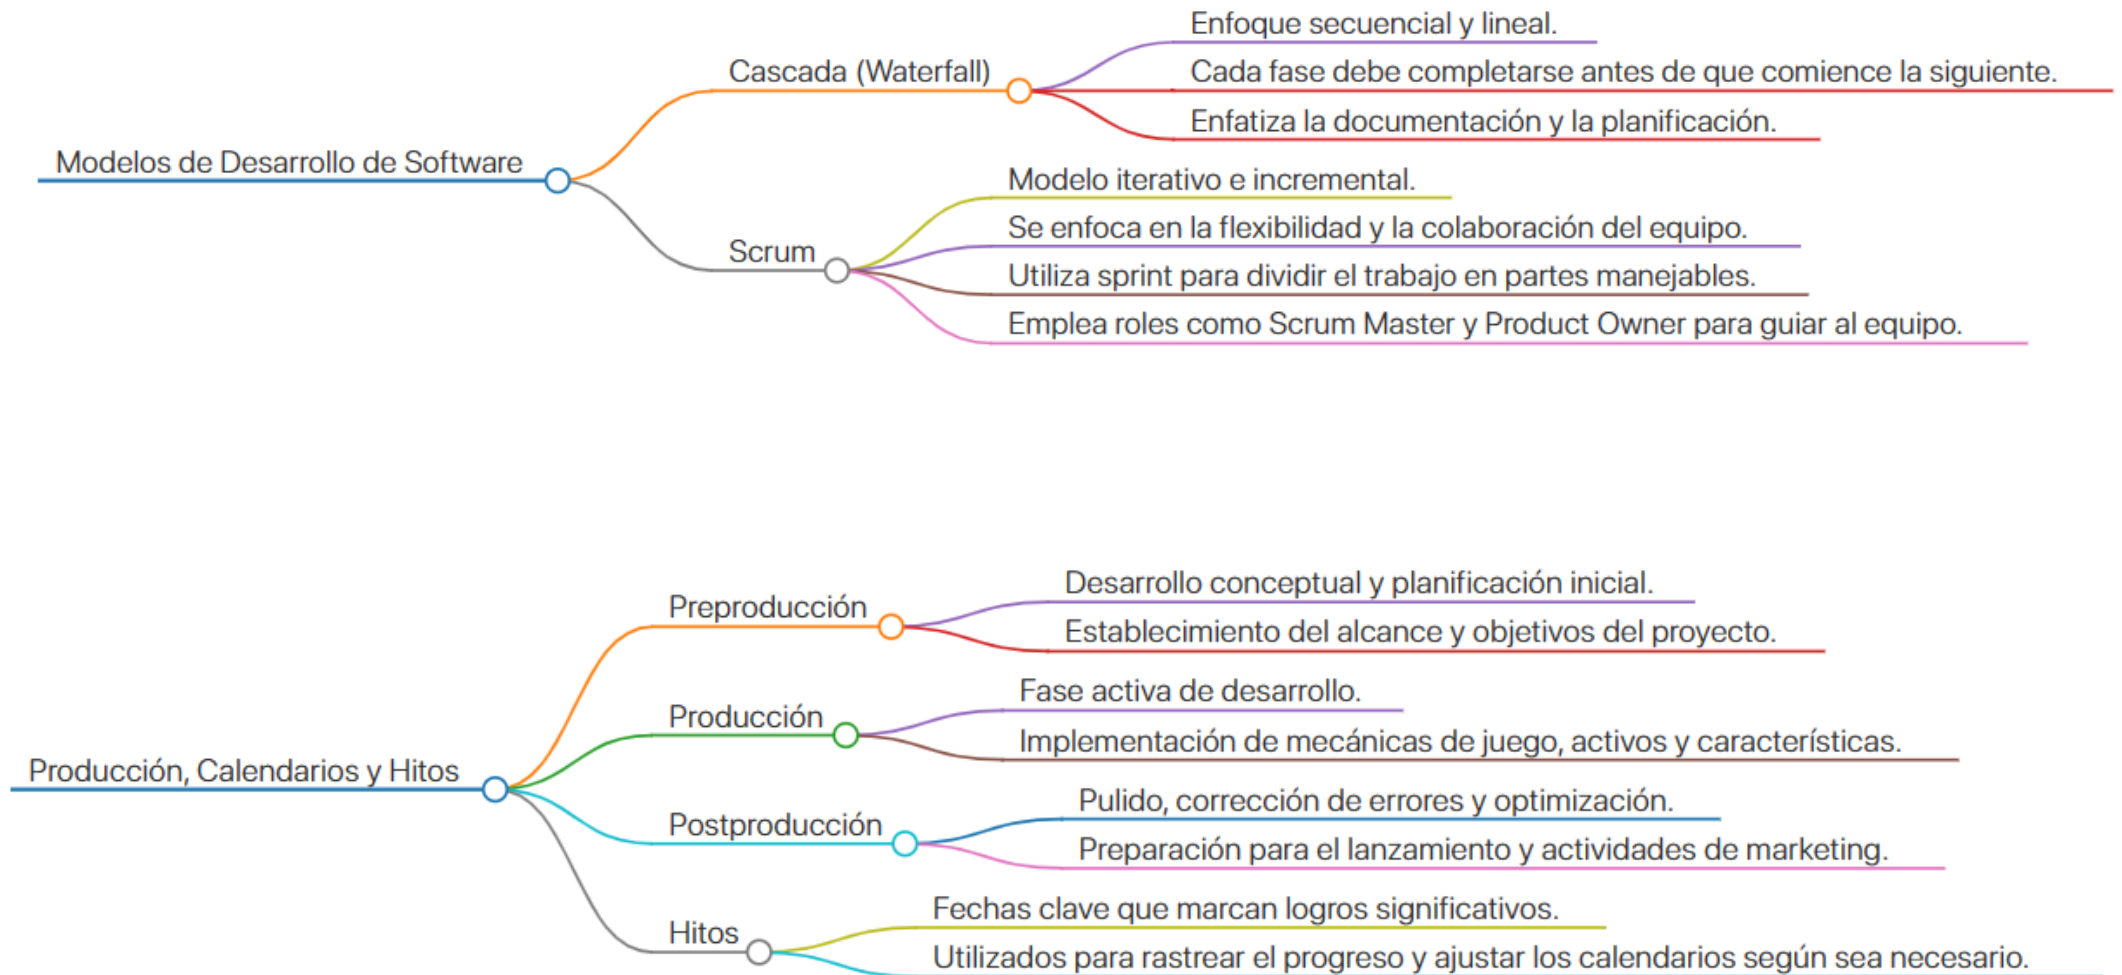 Modelos de Desarrollo de Software
Cascada (Waterfall)
Enfoque secuencial y lineal.
Cada fase debe completarse antes de que comience la siguiente.
Enfatiza la documentación y la planificación.
Scrum
Modelo iterativo e incremental.
Se enfoca en la flexibilidad y la colaboración del equipo.
Utiliza sprint para dividir el trabajo en partes manejables.
Emplea roles como Scrum Master y Product Owner para guiar al equipo.
Producción, Calendarios y Hitos
Preproducción
Desarrollo conceptual y planificación inicial.
Establecimiento del alcance y objetivos del proyecto.
Producción
Fase activa de desarrollo.
Implementación de mecánicas de juego, activos y características.
Postproducción
Pulido, corrección de errores y optimización.
Preparación para el lanzamiento y actividades de marketing.
Hitos
Fechas clave que marcan logros significativos.
Utilizados para rastrear el progreso y ajustar los calendarios según sea necesario.